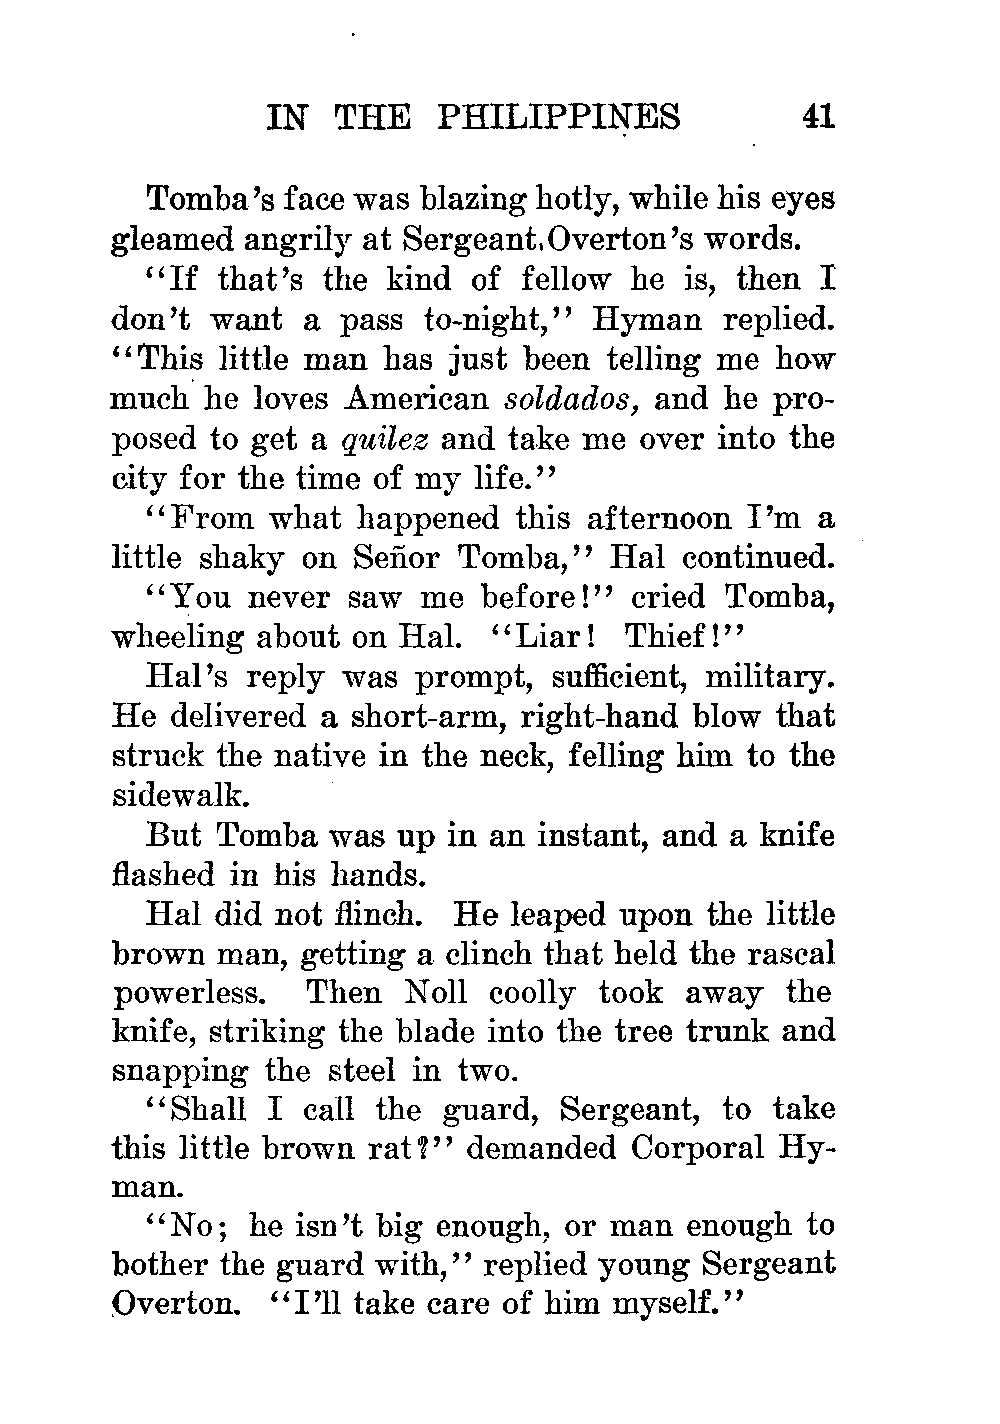 IN THE PHILIPPINES 41
Tomba's face was blazing hotly, while his eyes
gleamed angrily at Sergeant Overton's words.
"If that's the kind of fellow he is, then I
don't want a pass to-night," Hyman replied.
"This little man has just been telling me how
much he loves American soldados, and he pro-
posed to get a quilez and take me over into the
city for the time of my life."
"From what happened this afternoon I'm a
little shaky on Señor Tomba," Hal continued.
"You never saw me before!" cried Tomba,
wheeling about on Hal. "Liar! Thief!"
Hal's reply was prompt, sufficient, military.
He delivered a short-arm, right-hand blow that
struck the native in the neck, felling him to the
sidewalk.
But Tomba was up in an instant, and a knife
flashed in his hands.
Hal did not flinch. He leaped upon the little
brown man, getting a clinch that held the rascal
powerless. Then Noll coolly took away the
knife, striking the blade into the tree trunk and
snapping the steel in two.
"Shall I call the guard, Sergeant, to take
this little brown rat?" demanded Corporal Hy-
man.
"No; he isn't big enough, or man enough to
bother the guard with," replied young Sergeant
Overton. "I'll take care of him myself."